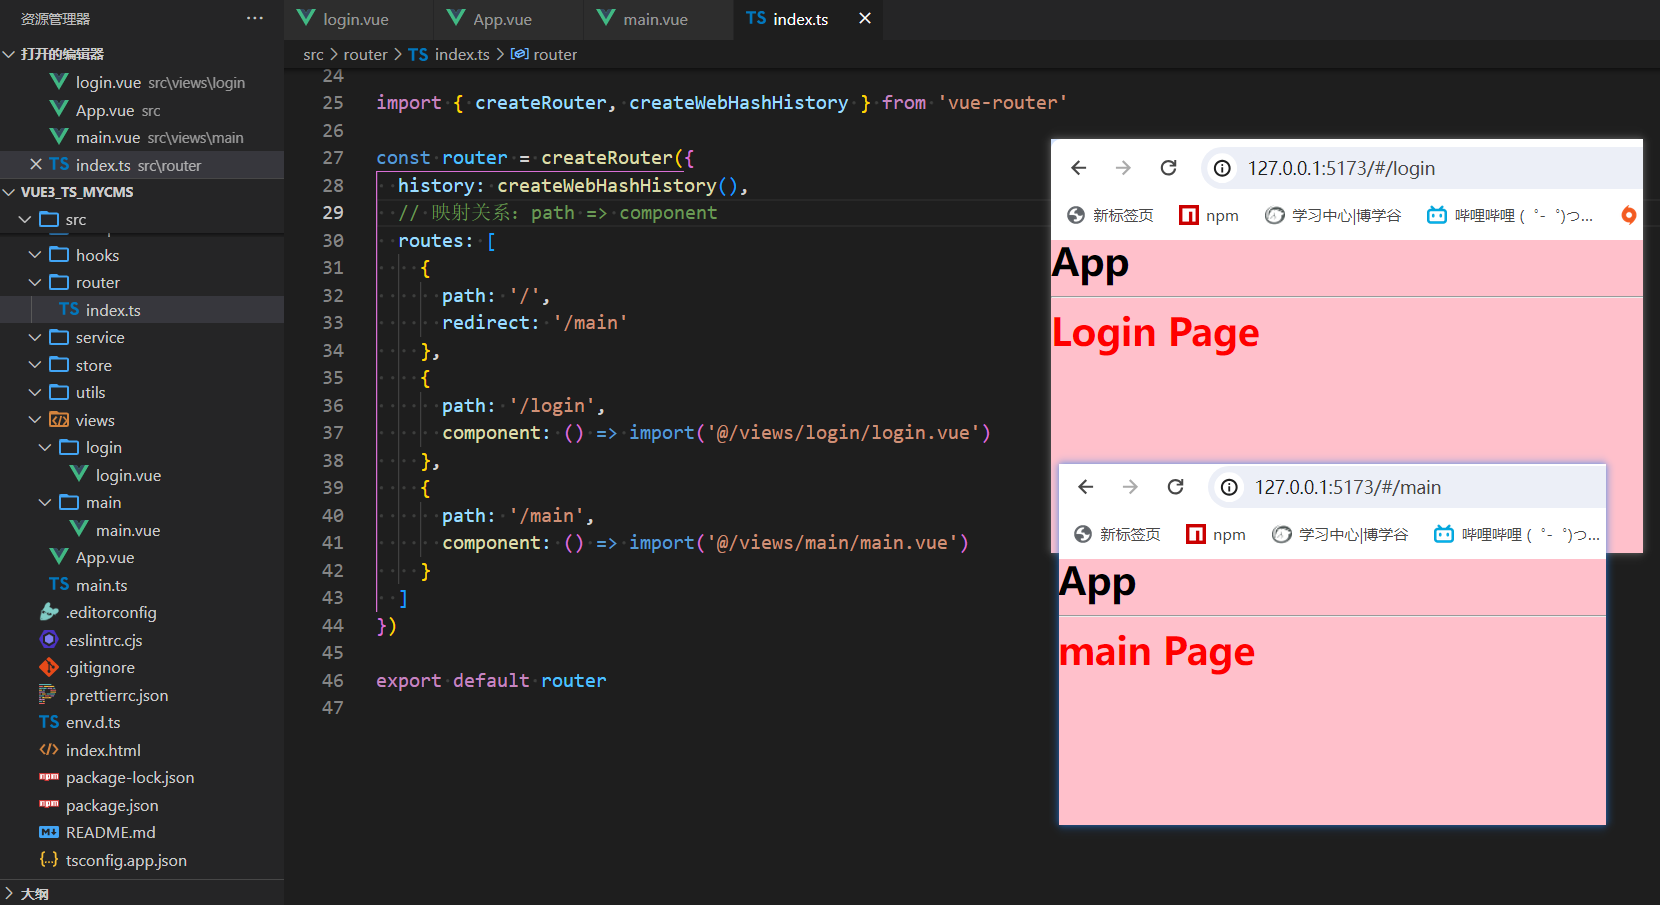 资源管理器 ···
打开的编辑器
login.vue src\views\login
App.vue src
main.vue src\views\main
index.ts src\router
VUE3_TS_MYCMS
src
hooks
router
TS index.ts
service
store
utils
views
login
login.vue
main
main.vue
App.vue
TS main.ts
.editorconfig
.eslintrc.cjs
.gitignore
.prettierrc.json
TS env.d.ts
index.html
package-lock.json
package.json
README.md
tsconfig.app.json
大纲
login.vue App.vue main.vue TS index.ts
src > router > TS index.ts > router
24
25 import { createRouter, createWebHashHistory } from 'vue-router'
26
27 const router = createRouter({
28 history: createWebHashHistory(),
29 // 映射关系：path => component
30 routes: [
31 {
32 path: '/',
33 redirect: '/main'
34 },
35 {
36 path: '/login',
37 component: () => import('@/views/login/login.vue')
38 },
39 {
40 path: '/main',
41 component: () => import('@/views/main/main.vue')
42 }
43 ]
44 })
45
46 export default router
47
127.0.0.1:5173/#/login
新标签页 npm 学习中心|博学谷 哔哩哔哩 (゜-゜)つ...
App
Login Page
127.0.0.1:5173/#/main
新标签页 npm 学习中心|博学谷 哔哩哔哩 (゜-゜)つ...
App
main Page